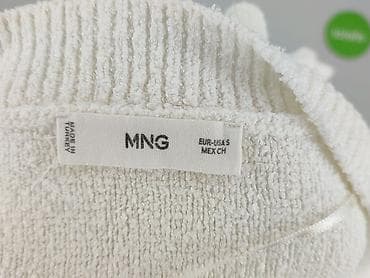 MADE IN
TURKEY
MNG
EUR-USA S
MEX CH